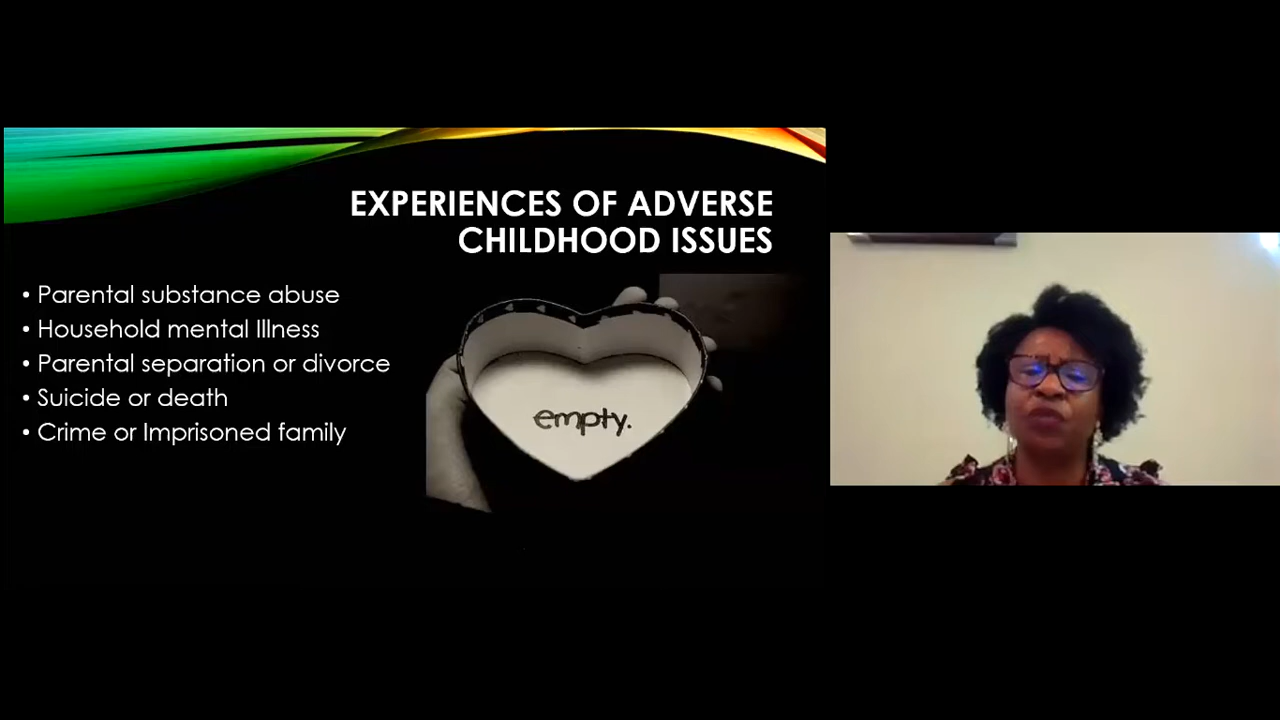 EXPERIENCES OF ADVERSE
CHILDHOOD ISSUES
• Parental substance abuse
• Household mental Illness
• Parental separation or divorce
• Suicide or death
• Crime or Imprisoned family
empty.